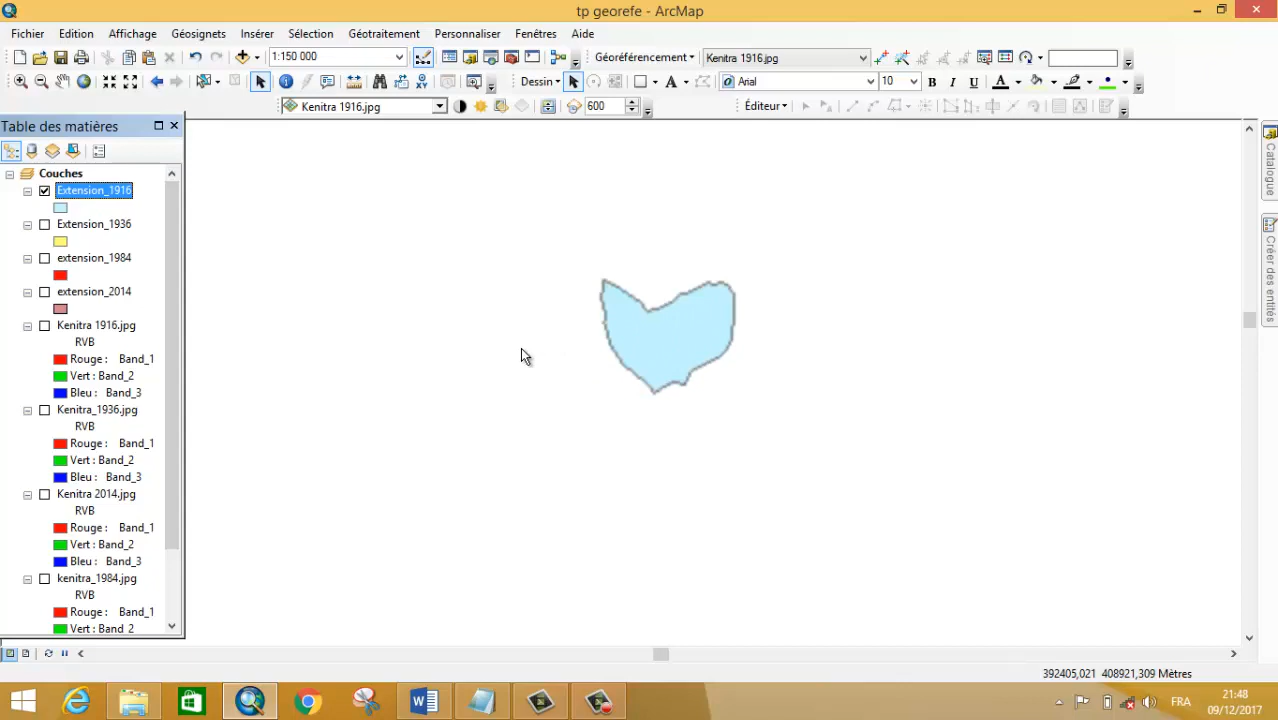 tp georefe - ArcMap
Fichier Edition Affichage Géosignets Insérer Sélection Géotraitement Personnaliser Fenêtres Aide
1:150 000 Géoréférencement Kenitra 1916.jpg
Dessin A Arial 10 B I U A
Kenitra 1916.jpg 600 Éditeur
Table des matières
Couches
Extension_1916
Extension_1936
extension_1984
extension_2014
Kenitra 1916.jpg
RVB
Rouge : Band_1
Vert : Band_2
Bleu : Band_3
Kenitra_1936.jpg
RVB
Rouge : Band_1
Vert : Band_2
Bleu : Band_3
Kenitra 2014.jpg
RVB
Rouge : Band_1
Vert : Band_2
Bleu : Band_3
kenitra_1984.jpg
RVB
Rouge : Band_1
Vert : Band 2
Catalogue
Créer des entités
392405,021 408921,309 Mètres
FRA
21:48
09/12/2017